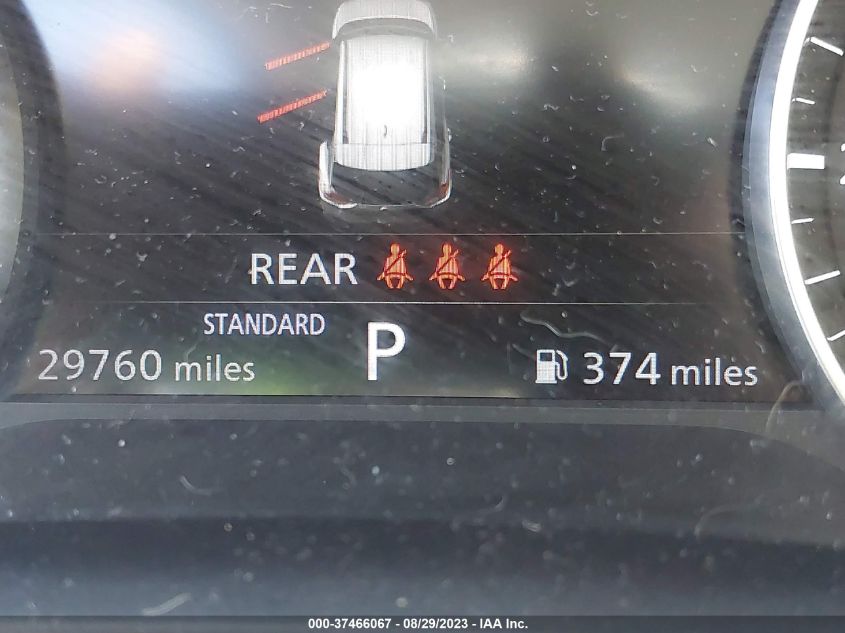 REAR
STANDARD
P
29760 miles
374 miles
000-37466067 - 08/29/2023 - IAA Inc.